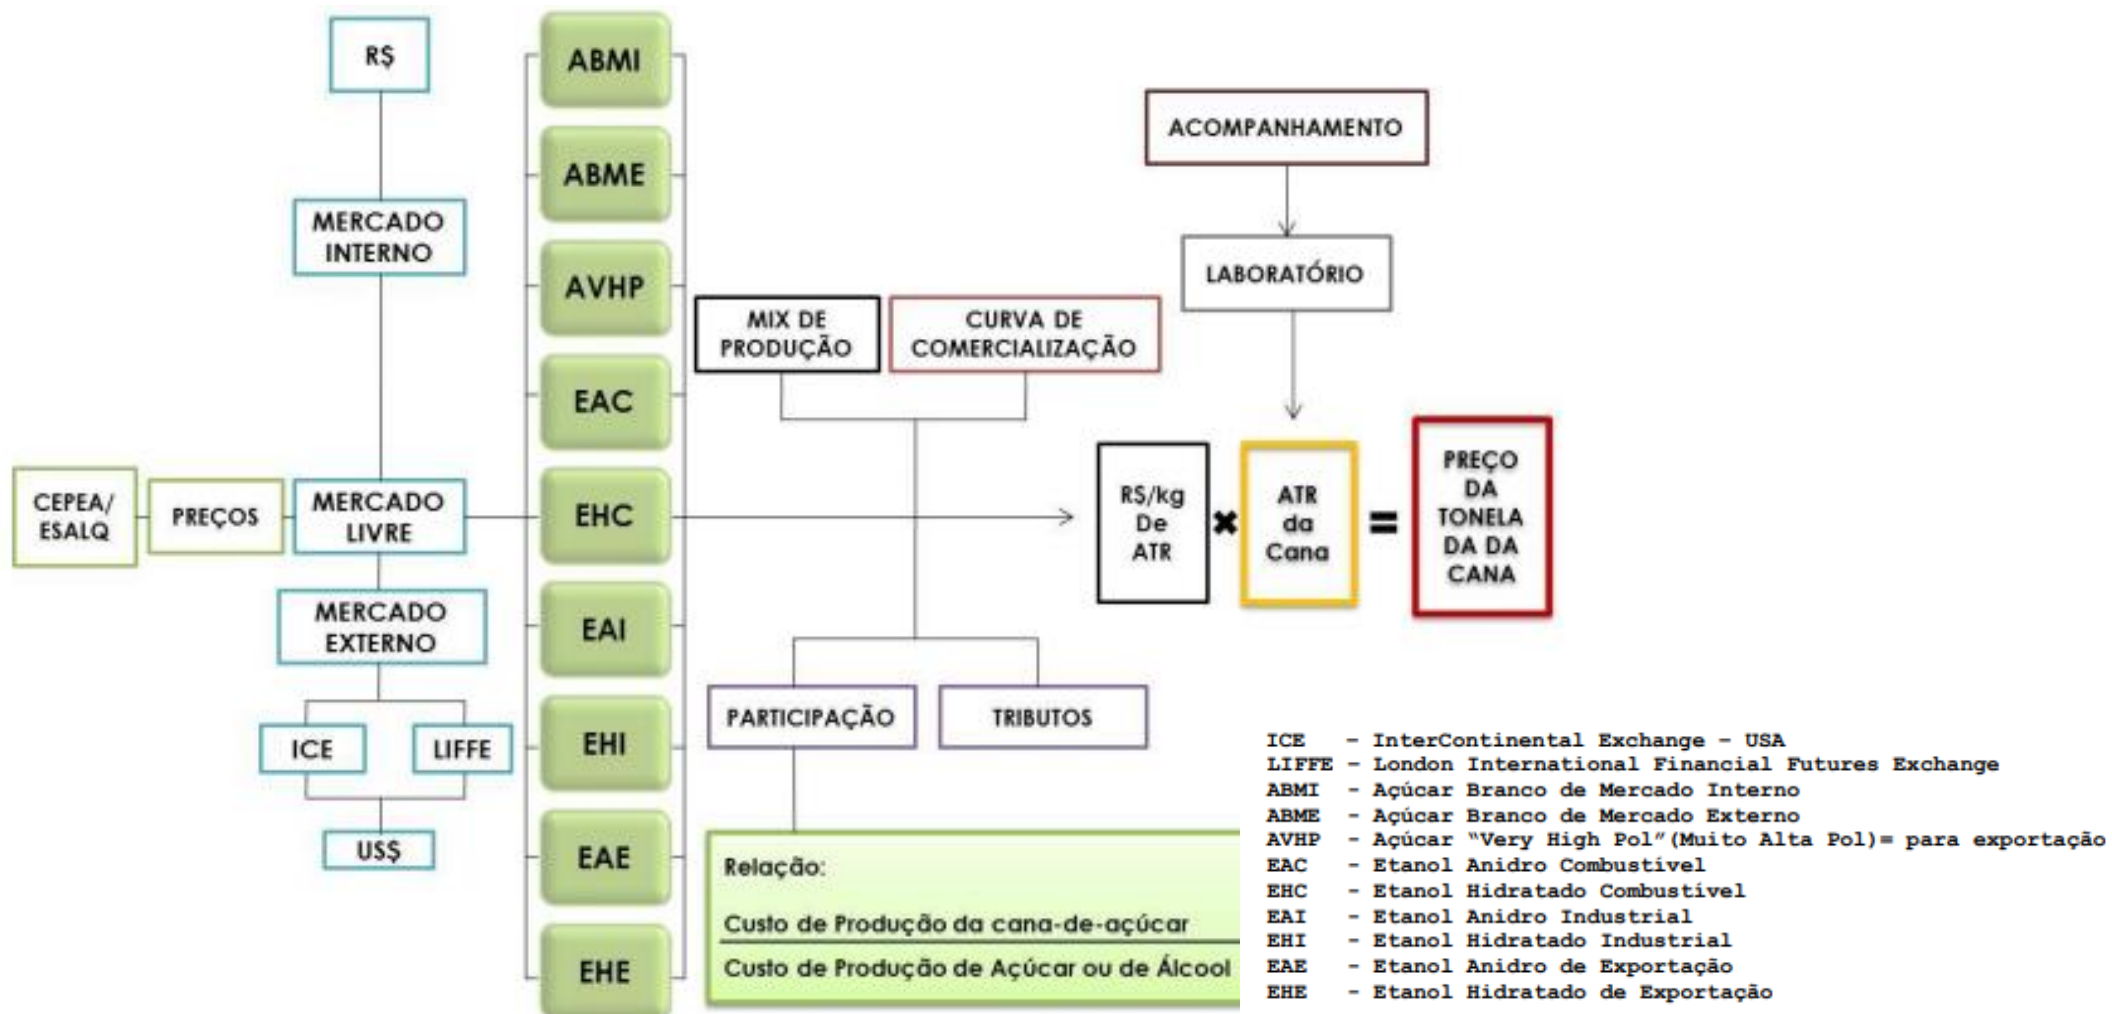 R$
MERCADO
INTERNO
CEPEA/
ESALQ
PREÇOS
MERCADO
LIVRE
MERCADO
EXTERNO
ICE
LIFFE
US$
ABMI
ABME
AVHP
EAC
EHC
EAI
EHI
EAE
EHE
MIX DE
PRODUÇÃO
CURVA DE
COMERCIALIZAÇÃO
PARTICIPAÇÃO
TRIBUTOS
Relação:
Custo de Produção da cana-de-açúcar
Custo de Produção de Açúcar ou de Álcool
ACOMPANHAMENTO
LABORATÓRIO
R$/kg
De
ATR
×
ATR
da
Cana
=
PREÇO
DA
TONELA
DA DA
CANA
ICE – InterContinental Exchange – USA
LIFFE – London International Financial Futures Exchange
ABMI - Açúcar Branco de Mercado Interno
ABME - Açúcar Branco de Mercado Externo
AVHP - Açúcar “Very High Pol”(Muito Alta Pol)= para exportação
EAC - Etanol Anidro Combustível
EHC - Etanol Hidratado Combustível
EAI - Etanol Anidro Industrial
EHI - Etanol Hidratado Industrial
EAE - Etanol Anidro de Exportação
EHE - Etanol Hidratado de Exportação